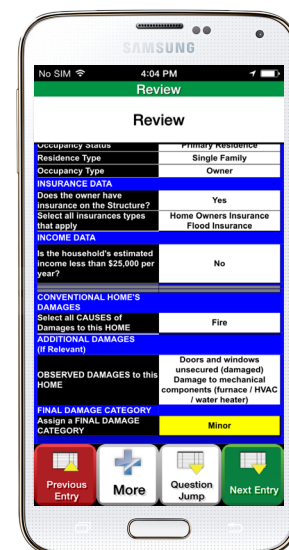 SAMSUNG
No SIM 4:04 PM
Review
Review
Occupancy Status Primary Residence
Residence Type Single Family
Occupancy Type Owner
INSURANCE DATA
Does the owner have
insurance on the Structure? Yes
Select all insurances types
that apply Home Owners Insurance
Flood Insurance
INCOME DATA
Is the household's estimated
income less than $25,000 per
year? No
CONVENTIONAL HOME'S
DAMAGES
Select all CAUSES of
Damages to this HOME Fire
ADDITIONAL DAMAGES
(If Relevant)
OBSERVED DAMAGES to this
HOME Doors and windows
unsecured (damaged)
Damage to mechanical
components (furnace / HVAC
/ water heater)
FINAL DAMAGE CATEGORY
Assign a FINAL DAMAGE
CATEGORY Minor
Previous
Entry
More
Question
Jump
Next Entry